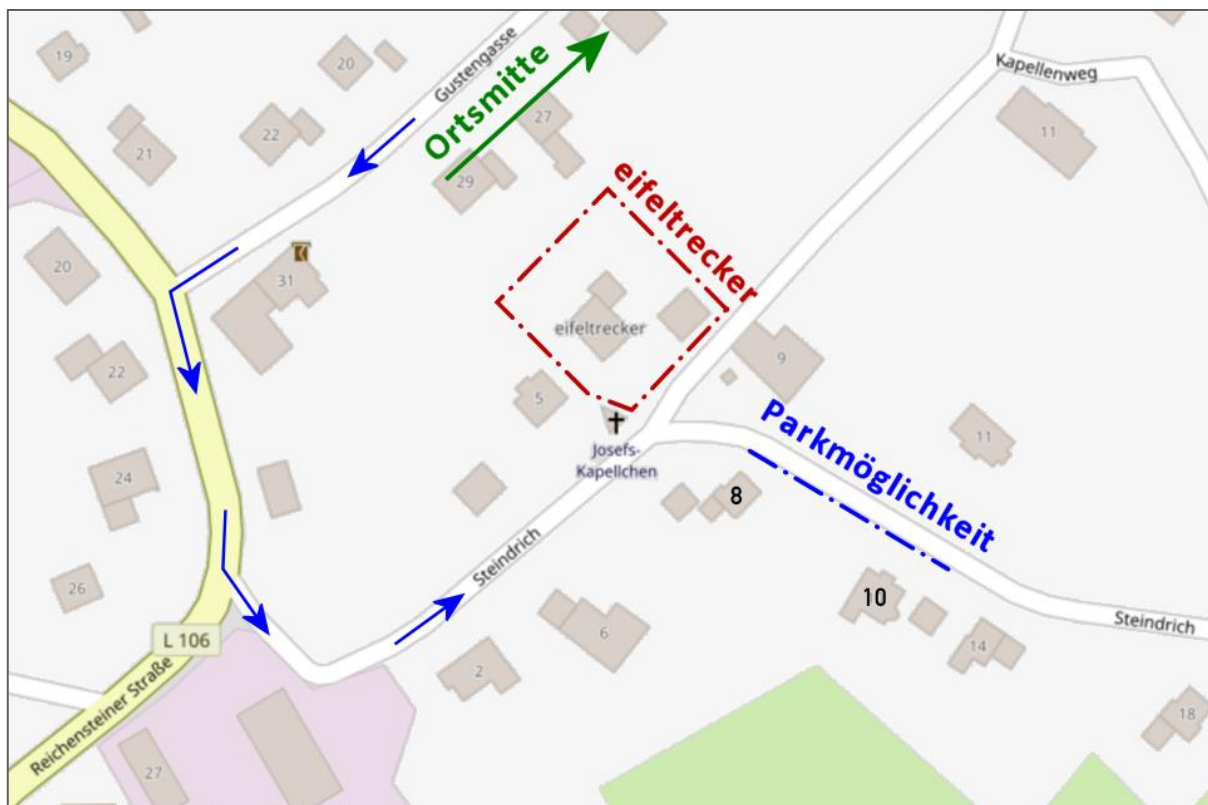 19
20
Gustengasse
Ortsmitte
Kapellenweg
22
27
11
21
29
eifeltrecker
20
31
eifeltrecker
22
9
5
Josefs-
Kapellchen
11
Parkmöglichkeit
24
8
Steindrich
26
10
L 106
6
14
Steindrich
2
Reichensteiner Straße
18
27